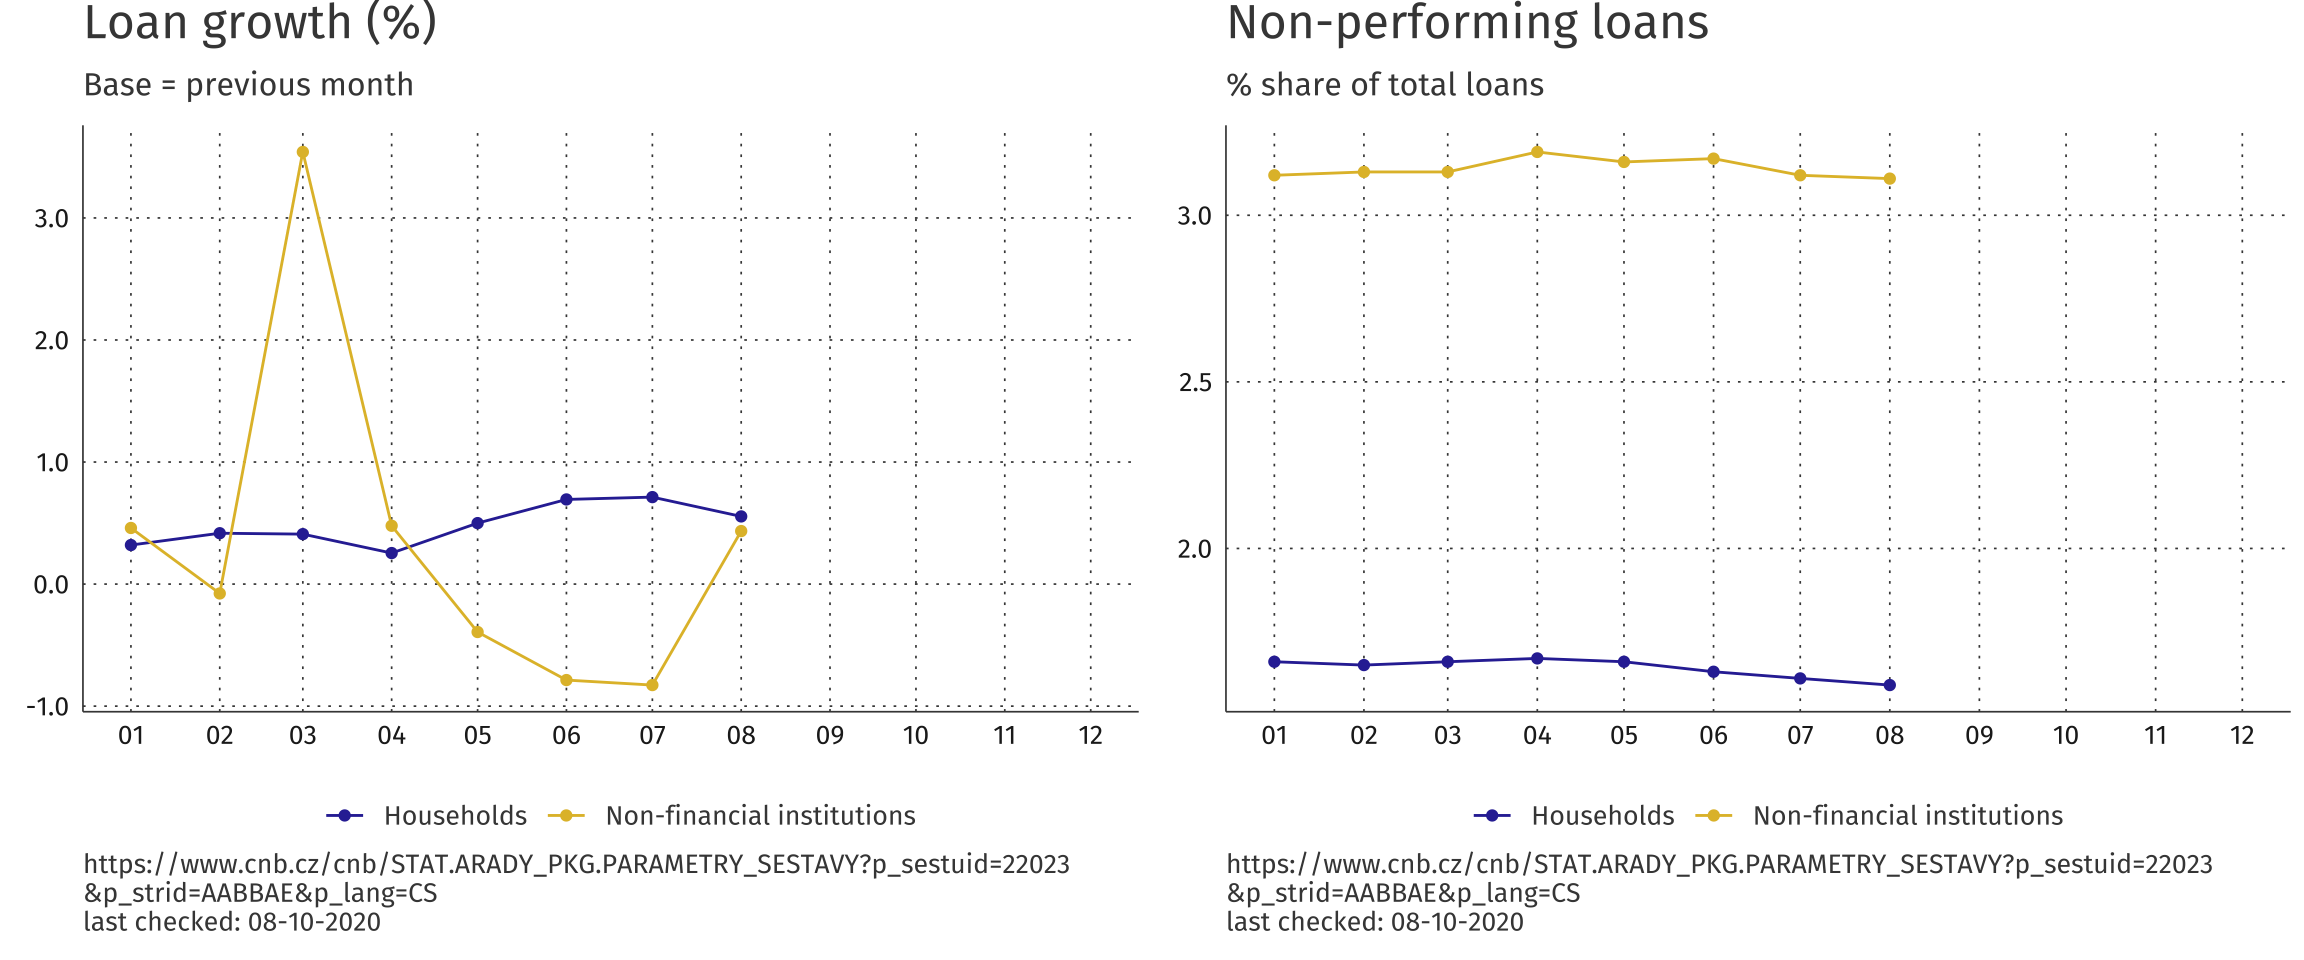 Loan growth (%)
Base = previous month
3.0
2.0
1.0
0.0
-1.0
01 02 03 04 05 06 07 08 09 10 11 12
Households Non-financial institutions
https://www.cnb.cz/cnb/STAT.ARADY_PKG.PARAMETRY_SESTAVY?p_sestuid=22023
&p_strid=AABBAE&p_lang=CS
last checked: 08-10-2020
Non-performing loans
% share of total loans
3.0
2.5
2.0
01 02 03 04 05 06 07 08 09 10 11 12
Households Non-financial institutions
https://www.cnb.cz/cnb/STAT.ARADY_PKG.PARAMETRY_SESTAVY?p_sestuid=22023
&p_strid=AABBAE&p_lang=CS
last checked: 08-10-2020